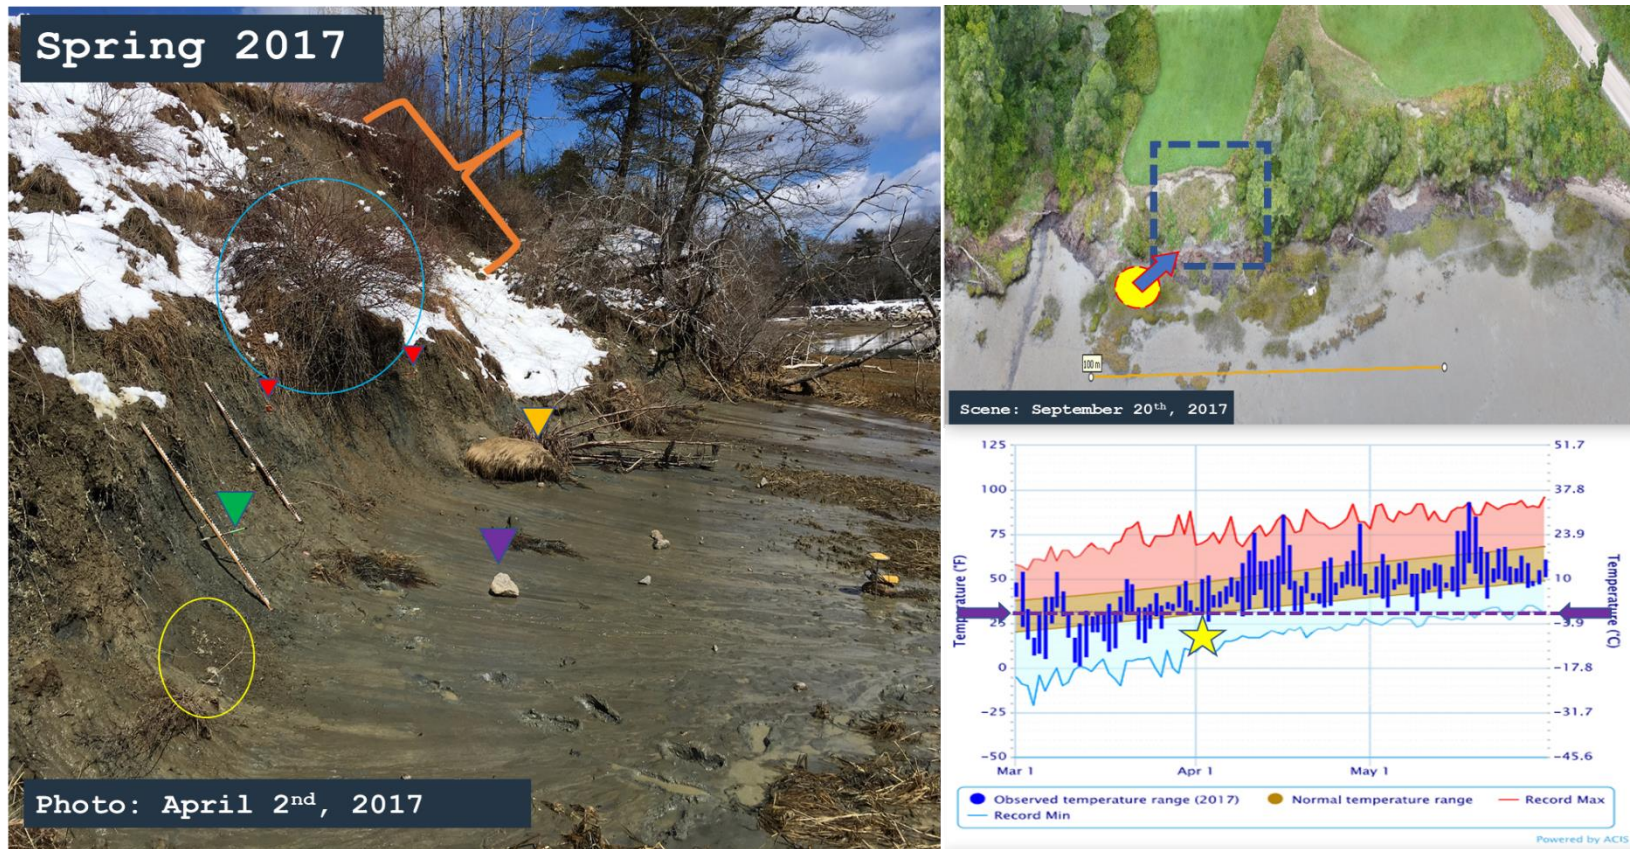 Spring 2017
Photo: April 2nd, 2017
100 m
Scene: September 20th, 2017
125
100
75
50
25
0
-25
-50
Temperature (°F)
51.7
37.8
23.9
10
-3.9
-17.8
-31.7
-45.6
Temperature (°C)
Mar 1
Apr 1
May 1
Observed temperature range (2017)
Normal temperature range
Record Max
Record Min
Powered by ACIS